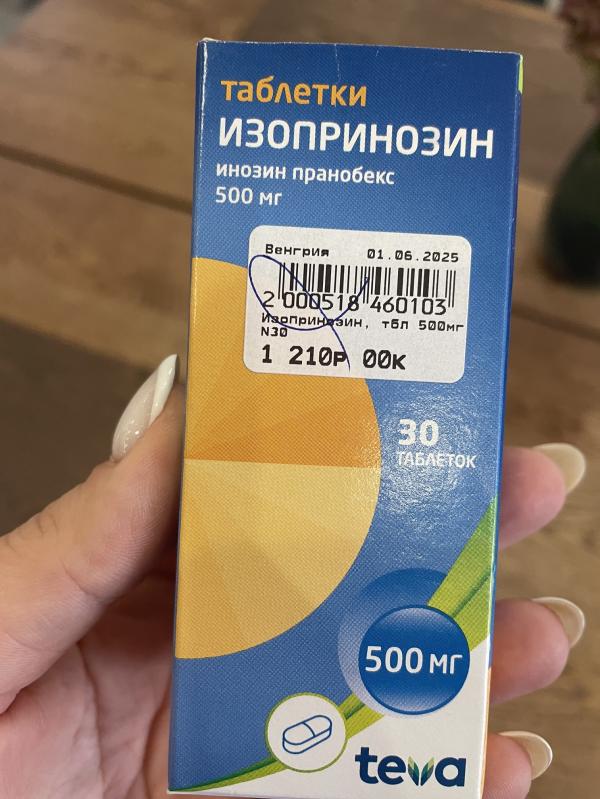 таблетки
ИЗОПРИНОЗИН
инозин пранобекс
500 мг
Венгрия 01.06.2025
2 000518 460103
Изопринозин, тбл 500мг
N30
1 210р 00к
30
ТАБЛЕТОК
500 мг
teva